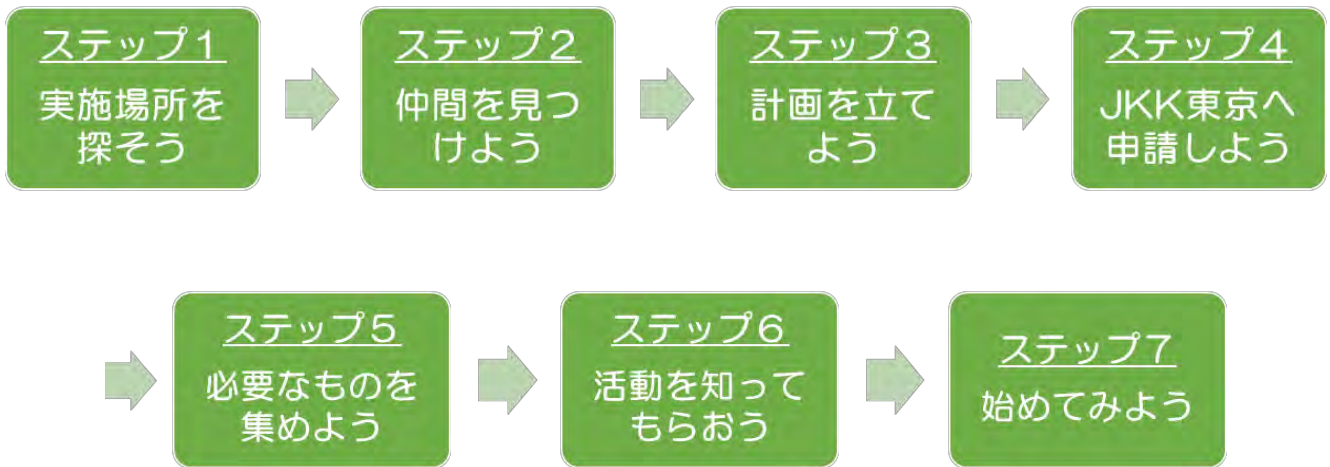 ステップ１
実施場所を
探そう
ステップ２
仲間を見つ
けよう
ステップ３
計画を立て
よう
ステップ４
JKK東京へ
申請しよう
ステップ５
必要なものを
集めよう
ステップ６
活動を知って
もらおう
ステップ７
始めてみよう